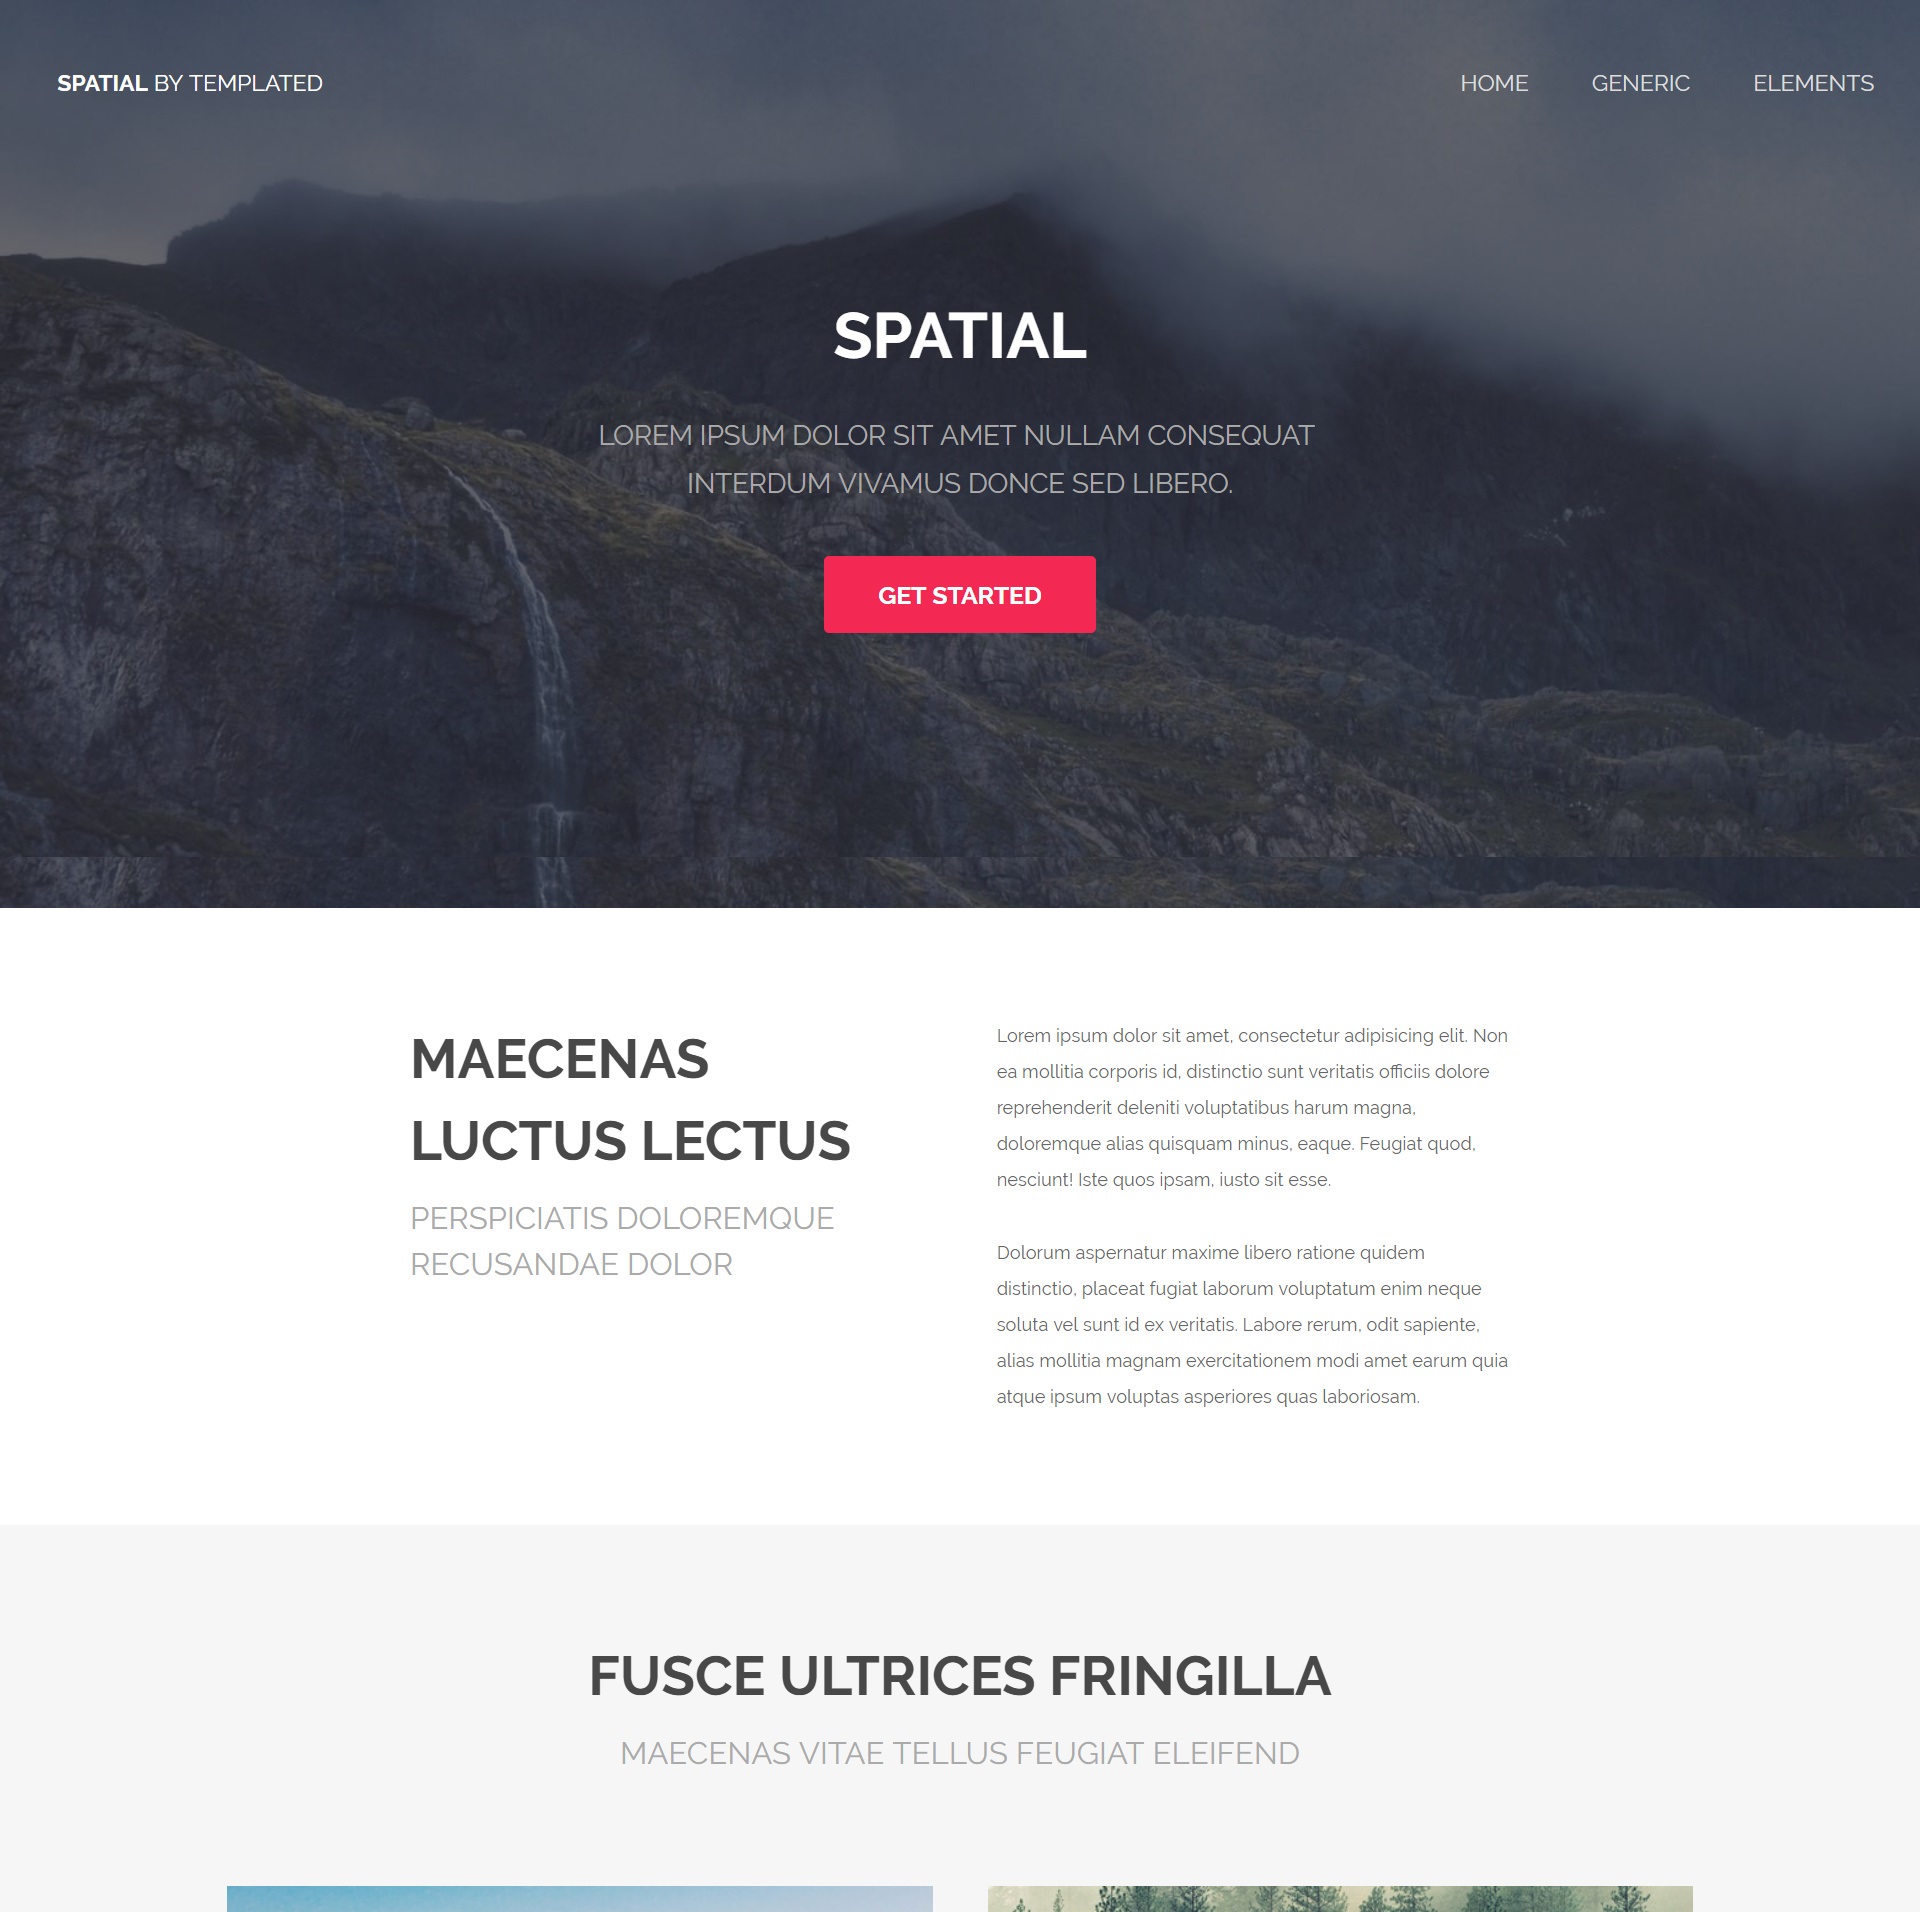 SPATIAL BY TEMPLATED
HOME GENERIC ELEMENTS
SPATIAL
LOREM IPSUM DOLOR SIT AMET NULLAM CONSEQUAT
INTERDUM VIVAMUS DONCE SED LIBERO.
GET STARTED
MAECENAS
LUCTUS LECTUS
PERSPICIATIS DOLOREMQUE
RECUSANDAE DOLOR
Lorem ipsum dolor sit amet, consectetur adipisicing elit. Non
ea mollitia corporis id, distinctio sunt veritatis officiis dolore
reprehenderit deleniti voluptatibus harum magna,
doloremque alias quisquam minus, eaque. Feugiat quod,
nesciunt! Iste quos ipsam, iusto sit esse.
Dolorum aspernatur maxime libero ratione quidem
distinctio, placeat fugiat laborum voluptatum enim neque
soluta vel sunt id ex veritatis. Labore rerum, odit sapiente,
alias mollitia magnam exercitationem modi amet earum quia
atque ipsum voluptas asperiores quas laboriosam.
FUSCE ULTRICES FRINGILLA
MAECENAS VITAE TELLUS FEUGIAT ELEIFEND